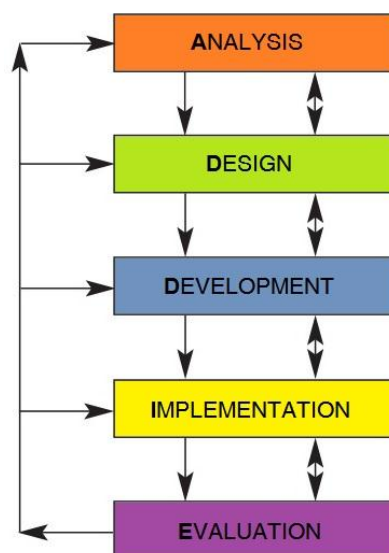 ANALYSIS
DESIGN
DEVELOPMENT
IMPLEMENTATION
EVALUATION